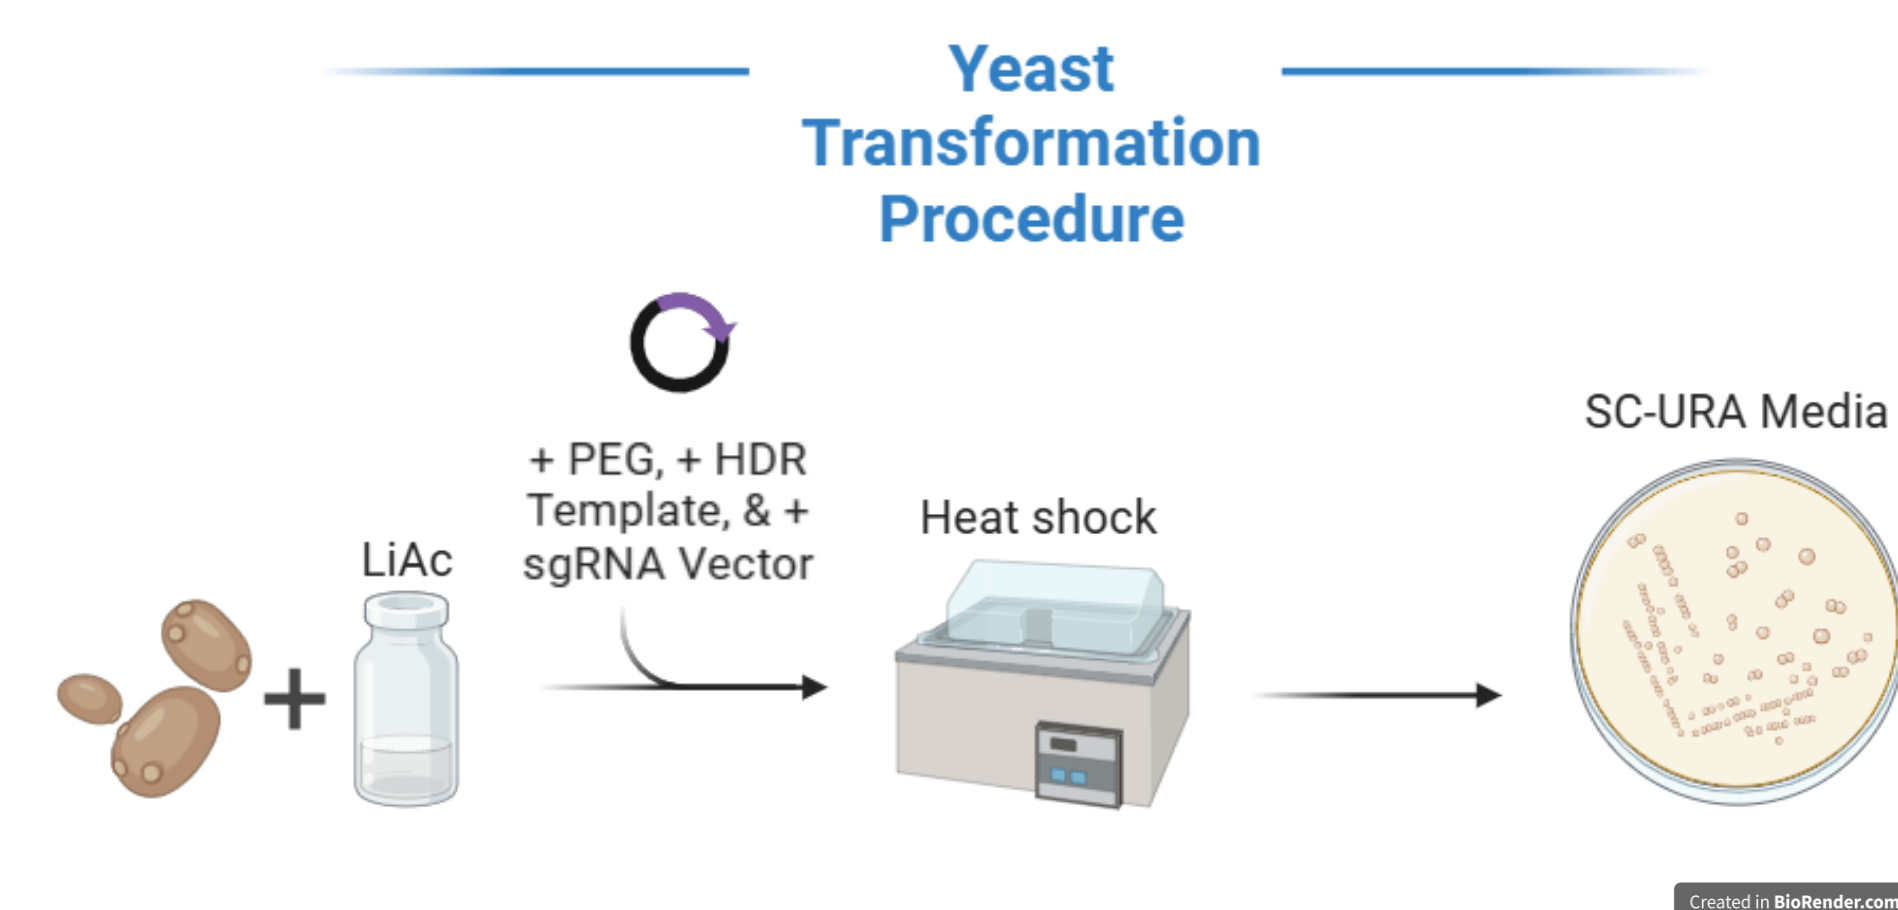 Yeast
Transformation
Procedure
+ PEG, + HDR
Template, & +
sgRNA Vector
LiAc
Heat shock
SC-URA Media
Created in BioRender.com